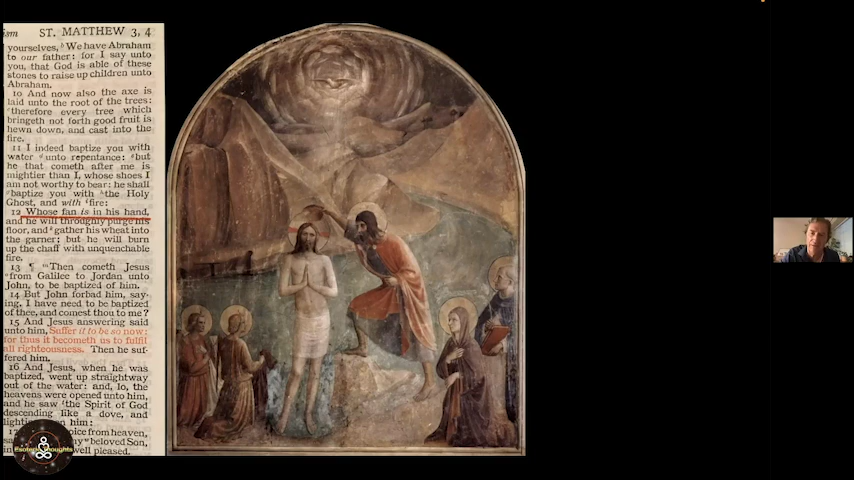 ism ST. MATTHEW 3, 4
yourselves, ᵇWe have Abraham
to our father: for I say unto
you, that God is able of these
stones to raise up children unto
Abraham.
10 And now also the axe is
laid unto the root of the trees:
therefore every tree which
bringeth not forth good fruit is
hewn down, and cast into the
fire.
11 I indeed baptize you with
water unto repentance: but
he that cometh after me is
mightier than I, whose shoes I
am not worthy to bear: he shall
baptize you with the Holy
Ghost, and with fire:
12 Whose fan is in his hand,
and he will throughly purge his
floor, and gather his wheat into
the garner; but he will burn
up the chaff with unquenchable
fire.
13 ¶ Then cometh Jesus
from Galilee to Jordan unto
John, to be baptized of him.
14 But John forbad him, say-
ing, I have need to be baptized
of thee, and comest thou to me?
15 And Jesus answering said
unto him, Suffer it to be so now:
for thus it becometh us to fulfil
all righteousness. Then he suf-
fered him.
16 And Jesus, when he was
baptized, went up straightway
out of the water: and, lo, the
heavens were opened unto him,
and he saw the Spirit of God
descending like a dove, and
him:
voice from heaven,
beloved Son,
well pleased.
Esoteric Thoughts